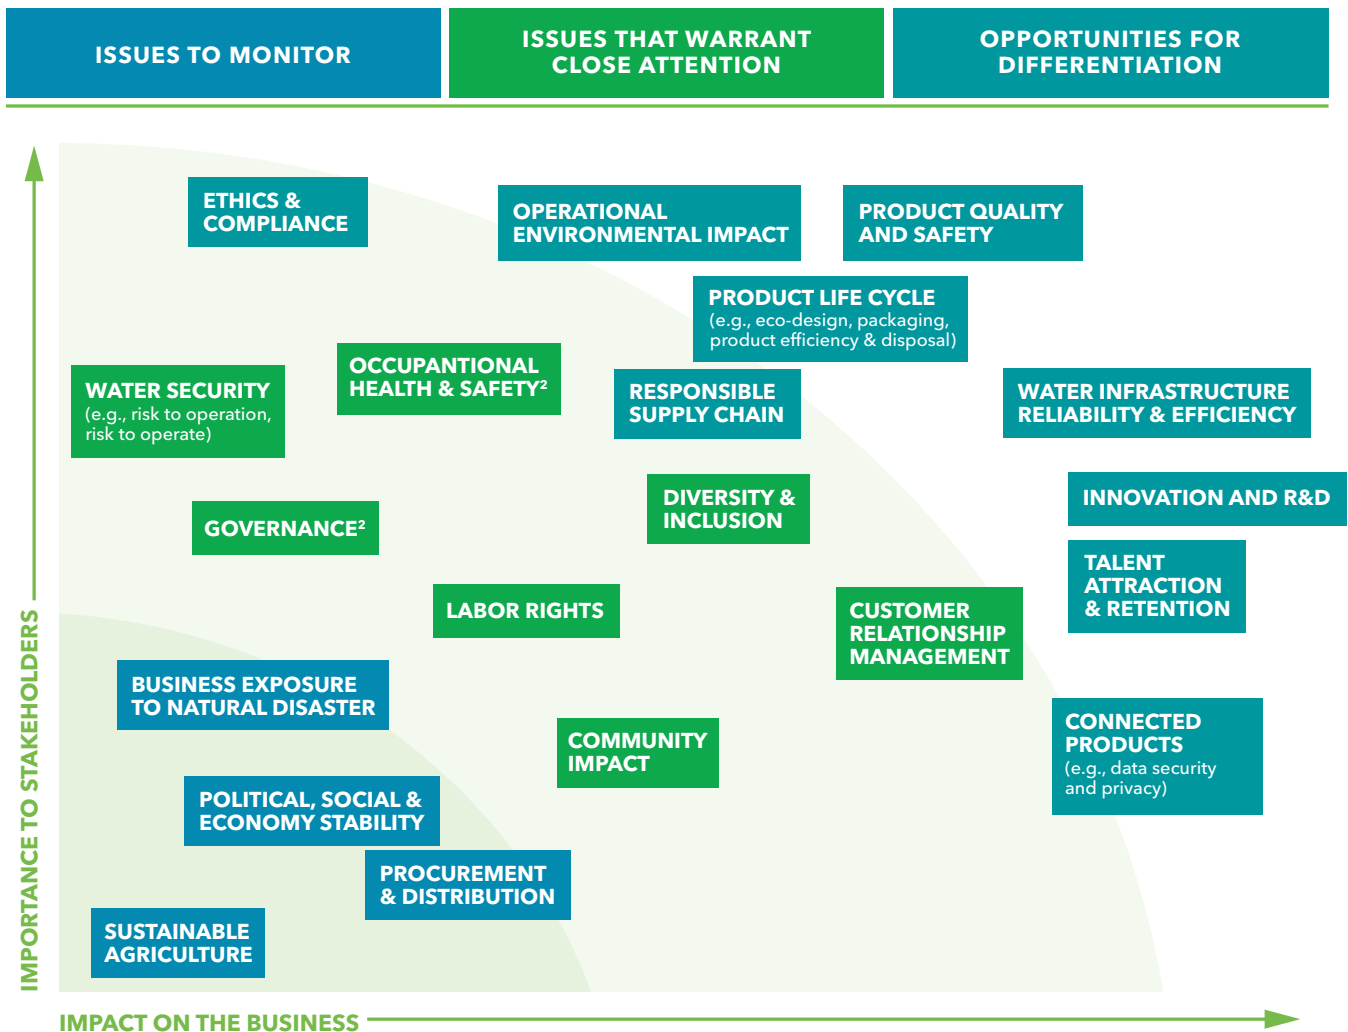 ISSUES TO MONITOR
ISSUES THAT WARRANT
CLOSE ATTENTION
OPPORTUNITIES FOR
DIFFERENTIATION
ETHICS &
COMPLIANCE
OPERATIONAL
ENVIRONMENTAL IMPACT
PRODUCT QUALITY
AND SAFETY
PRODUCT LIFE CYCLE
(e.g., eco-design, packaging,
product efficiency & disposal)
OCCUPANTIONAL
HEALTH & SAFETY²
WATER SECURITY
(e.g., risk to operation,
risk to operate)
RESPONSIBLE
SUPPLY CHAIN
WATER INFRASTRUCTURE
RELIABILITY & EFFICIENCY
DIVERSITY &
INCLUSION
INNOVATION AND R&D
GOVERNANCE²
TALENT
ATTRACTION
& RETENTION
LABOR RIGHTS
CUSTOMER
RELATIONSHIP
MANAGEMENT
BUSINESS EXPOSURE
TO NATURAL DISASTER
CONNECTED
PRODUCTS
(e.g., data security
and privacy)
COMMUNITY
IMPACT
POLITICAL, SOCIAL &
ECONOMY STABILITY
PROCUREMENT
& DISTRIBUTION
SUSTAINABLE
AGRICULTURE
IMPORTANCE TO STAKEHOLDERS
IMPACT ON THE BUSINESS